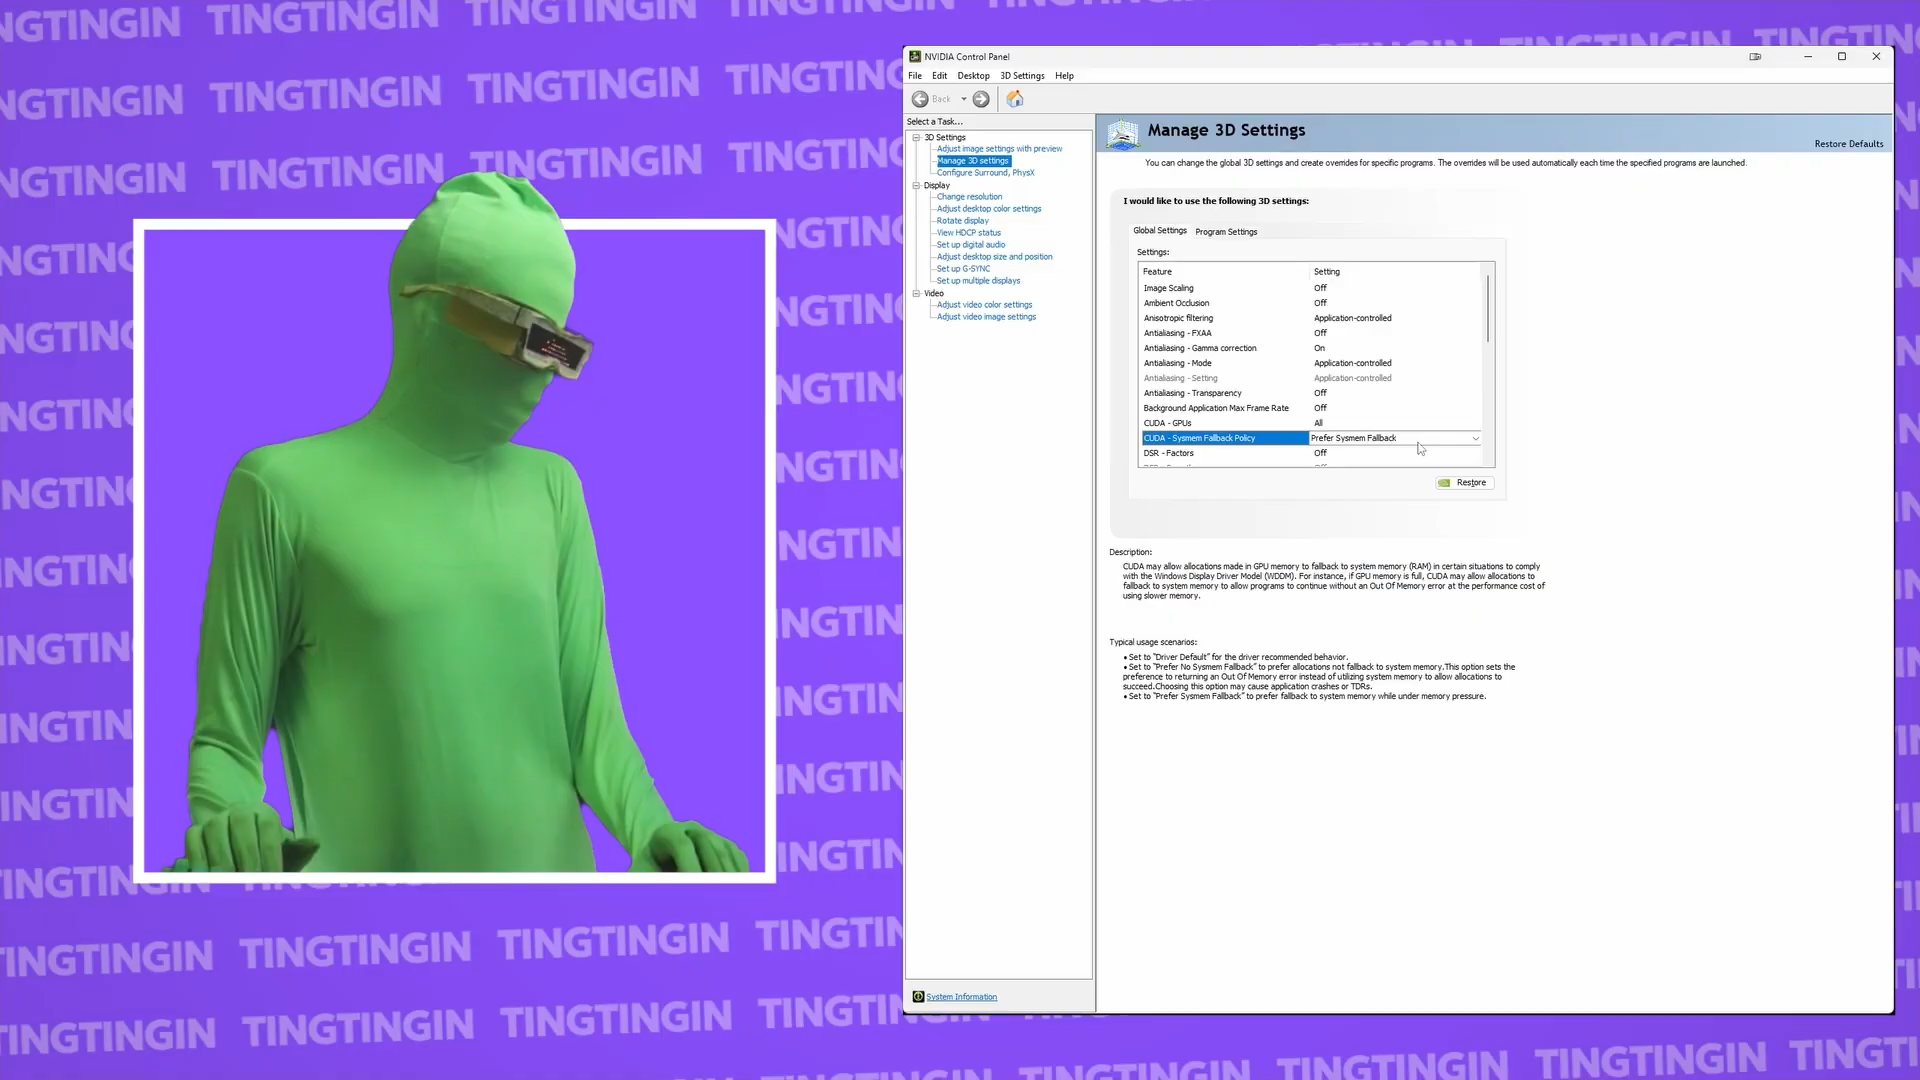 TINGTINGIN
NVIDIA Control Panel
File Edit Desktop 3D Settings Help
Back
Select a Task...
3D Settings
Adjust image settings with preview
Manage 3D settings
Configure Surround, PhysX
Display
Change resolution
Adjust desktop color settings
Rotate display
View HDCP status
Set up digital audio
Adjust desktop size and position
Set up G-SYNC
Set up multiple displays
Video
Adjust video color settings
Adjust video image settings
System Information
Manage 3D Settings
Restore Defaults
You can change the global 3D settings and create overrides for specific programs. The overrides will be used automatically each time the specified programs are launched.
I would like to use the following 3D settings:
Global Settings Program Settings
Settings:
Feature Setting
Image Scaling Off
Ambient Occlusion Off
Anisotropic filtering Application-controlled
Antialiasing - FXAA Off
Antialiasing - Gamma correction On
Antialiasing - Mode Application-controlled
Antialiasing - Setting Application-controlled
Antialiasing - Transparency Off
Background Application Max Frame Rate Off
CUDA - GPUs All
CUDA - Sysmem Fallback Policy Prefer Sysmem Fallback
DSR - Factors Off
Restore
Description:
CUDA may allow allocations made in GPU memory to fallback to system memory (RAM) in certain situations to comply
with the Windows Display Driver Model (WDDM). For instance, if GPU memory is full, CUDA may allow allocations to
fallback to system memory to allow programs to continue without an Out Of Memory error at the performance cost of
using slower memory.
Typical usage scenarios:
• Set to "Driver Default" for the driver recommended behavior.
• Set to "Prefer No Sysmem Fallback" to prefer allocations not fallback to system memory.This option sets the
preference to returning an Out Of Memory error instead of utilizing system memory to allow allocations to
succeed.Choosing this option may cause application crashes or TDRs.
• Set to "Prefer Sysmem Fallback" to prefer fallback to system memory while under memory pressure.